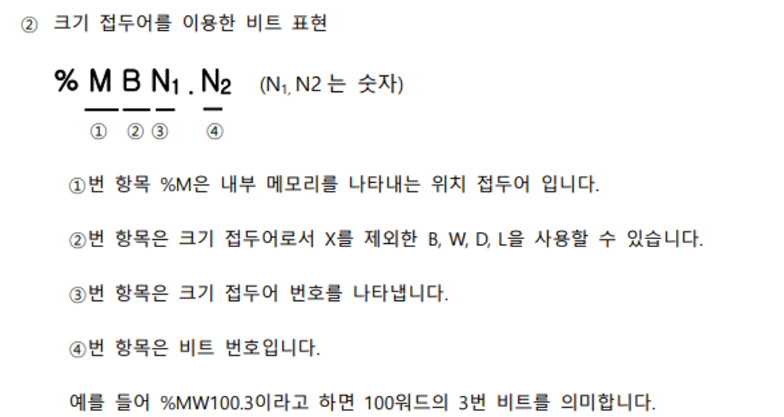 ② 크기 접두어를 이용한 비트 표현
% M B N₁ . N₂ (N₁, N2 는 숫자)
① ② ③ ④
①번 항목 %M은 내부 메모리를 나타내는 위치 접두어 입니다.
②번 항목은 크기 접두어로서 X를 제외한 B, W, D, L을 사용할 수 있습니다.
③번 항목은 크기 접두어 번호를 나타냅니다.
④번 항목은 비트 번호입니다.
예를 들어 %MW100.3이라고 하면 100워드의 3번 비트를 의미합니다.